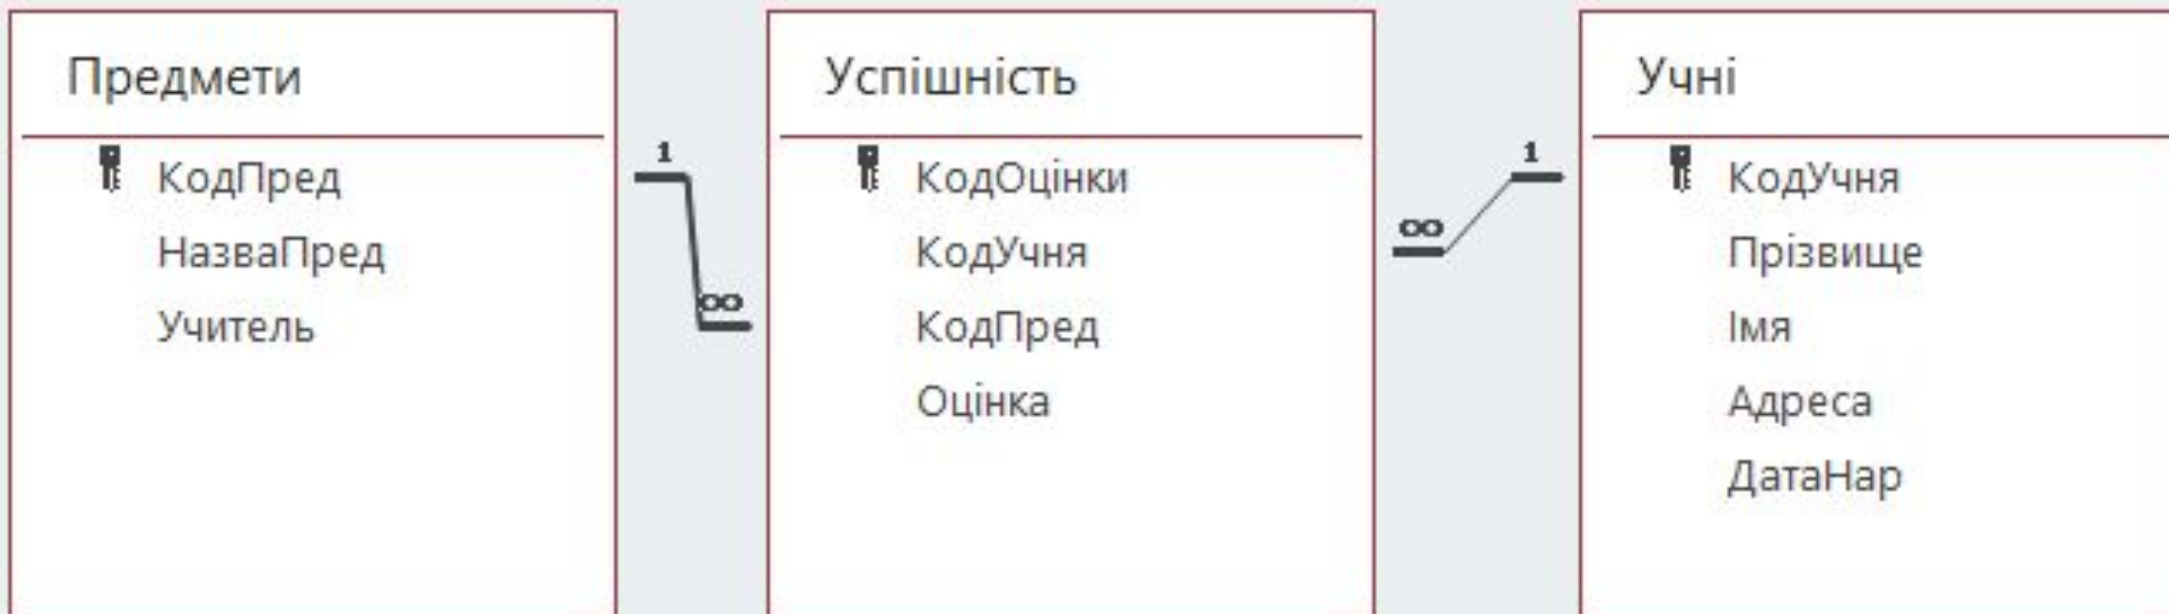 Предмети
КодПред
НазваПред
Учитель
1
∞
Успішність
КодОцінки
КодУчня
КодПред
Оцінка
1
∞
Учні
КодУчня
Прізвище
Імя
Адреса
ДатаНар